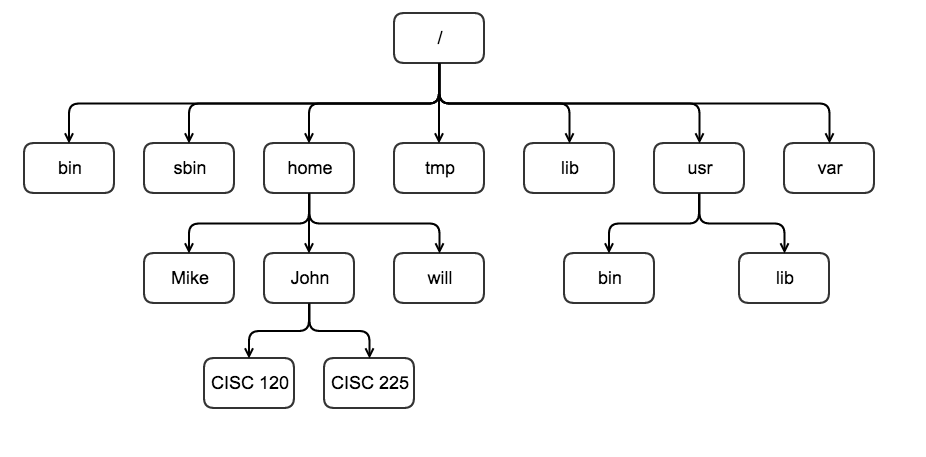 /
bin
sbin
home
tmp
lib
usr
var
Mike
John
will
bin
lib
CISC 120
CISC 225